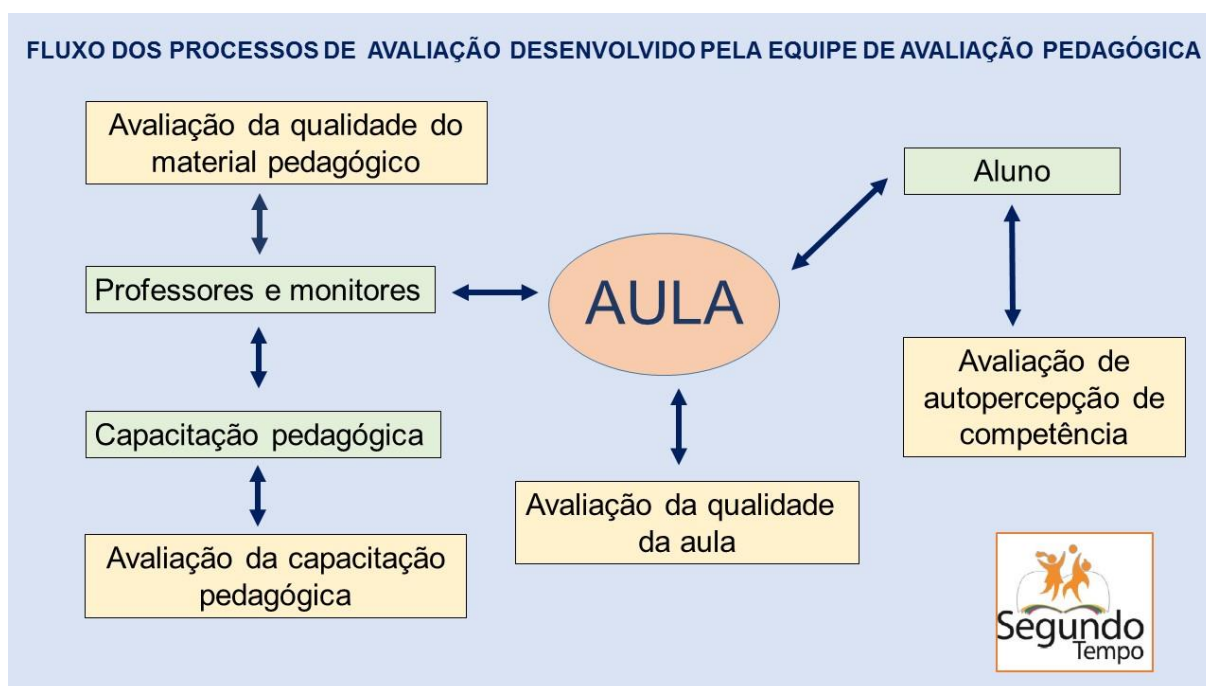 FLUXO DOS PROCESSOS DE AVALIAÇÃO DESENVOLVIDO PELA EQUIPE DE AVALIAÇÃO PEDAGÓGICA
Avaliação da qualidade do
material pedagógico
Professores e monitores
Capacitação pedagógica
Avaliação da capacitação
pedagógica
AULA
Avaliação da qualidade
da aula
Aluno
Avaliação de
autopercepção de
competência
Segundo
Tempo